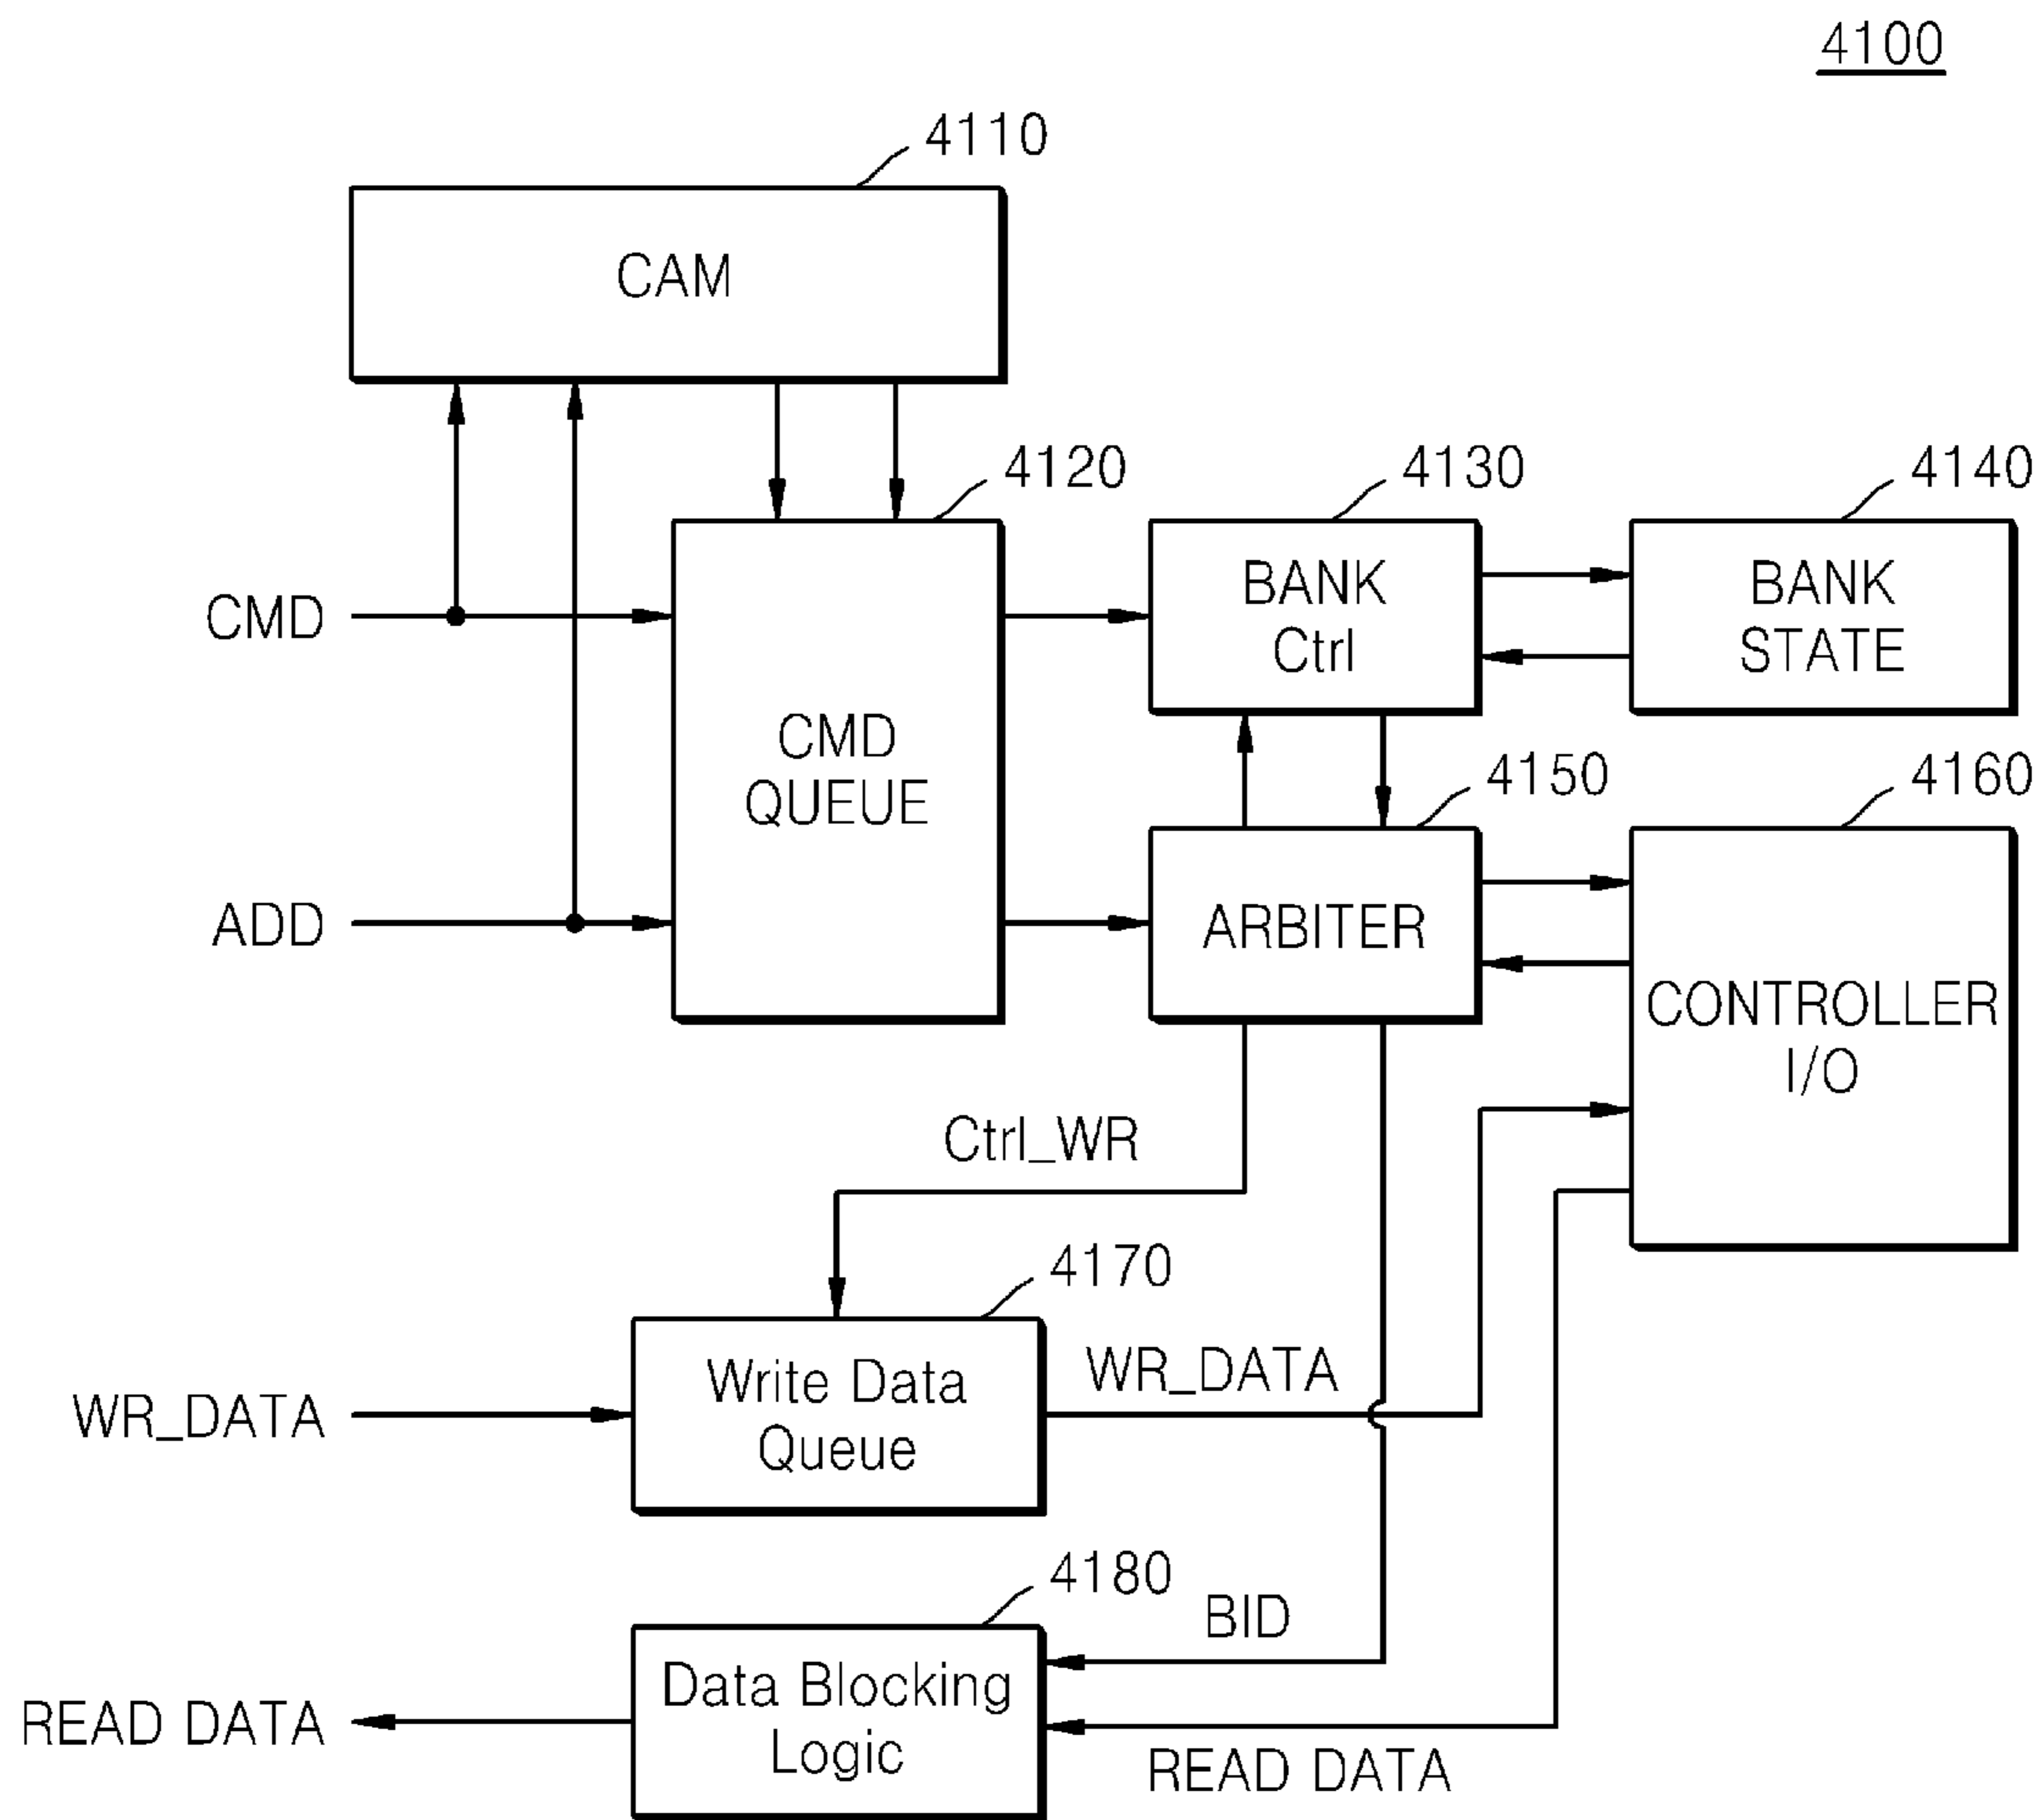 4100
4110
CAM
4120
4130
4140
CMD
BANK
Ctrl
BANK
STATE
CMD
QUEUE
4150
4160
ADD
ARBITER
CONTROLLER
I/O
Ctrl_WR
4170
WR_DATA
Write Data
Queue
WR_DATA
4180
BID
READ DATA
Data Blocking
Logic
READ DATA